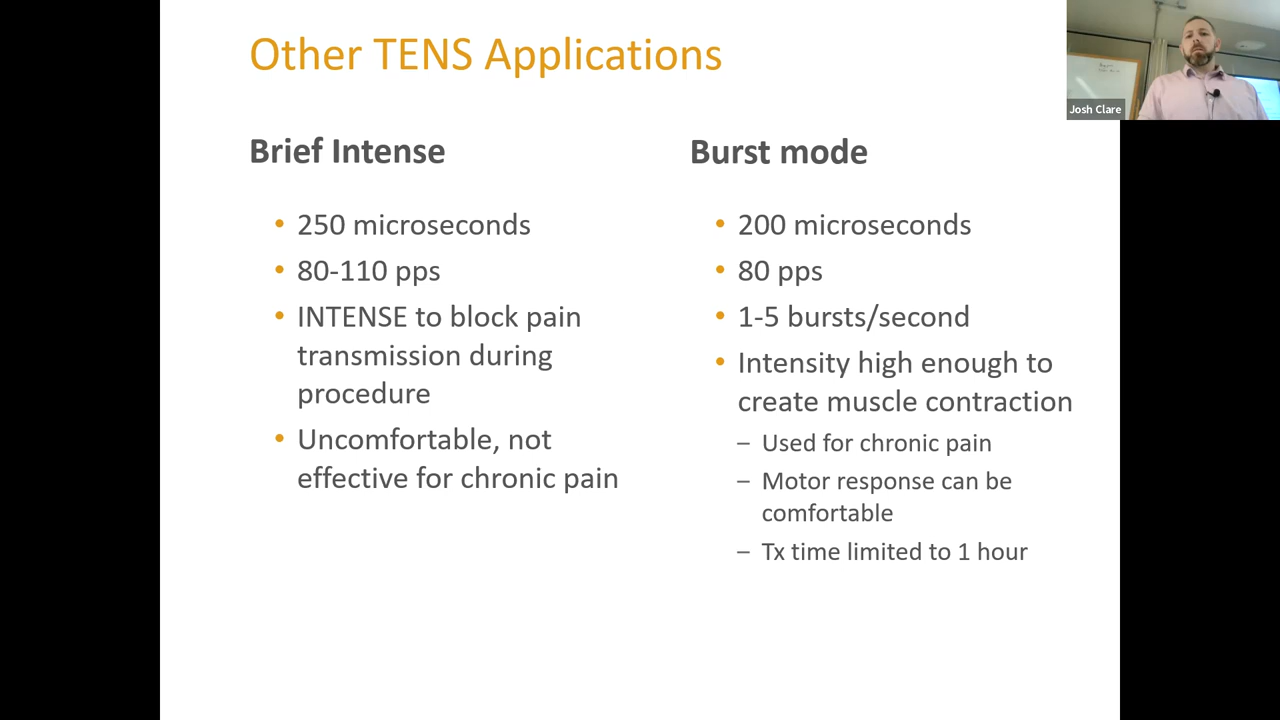 Other TENS Applications
Josh Clare
Brief Intense
• 250 microseconds
• 80-110 pps
• INTENSE to block pain
transmission during
procedure
• Uncomfortable, not
effective for chronic pain
Burst mode
• 200 microseconds
• 80 pps
• 1-5 bursts/second
• Intensity high enough to
create muscle contraction
– Used for chronic pain
– Motor response can be
comfortable
– Tx time limited to 1 hour